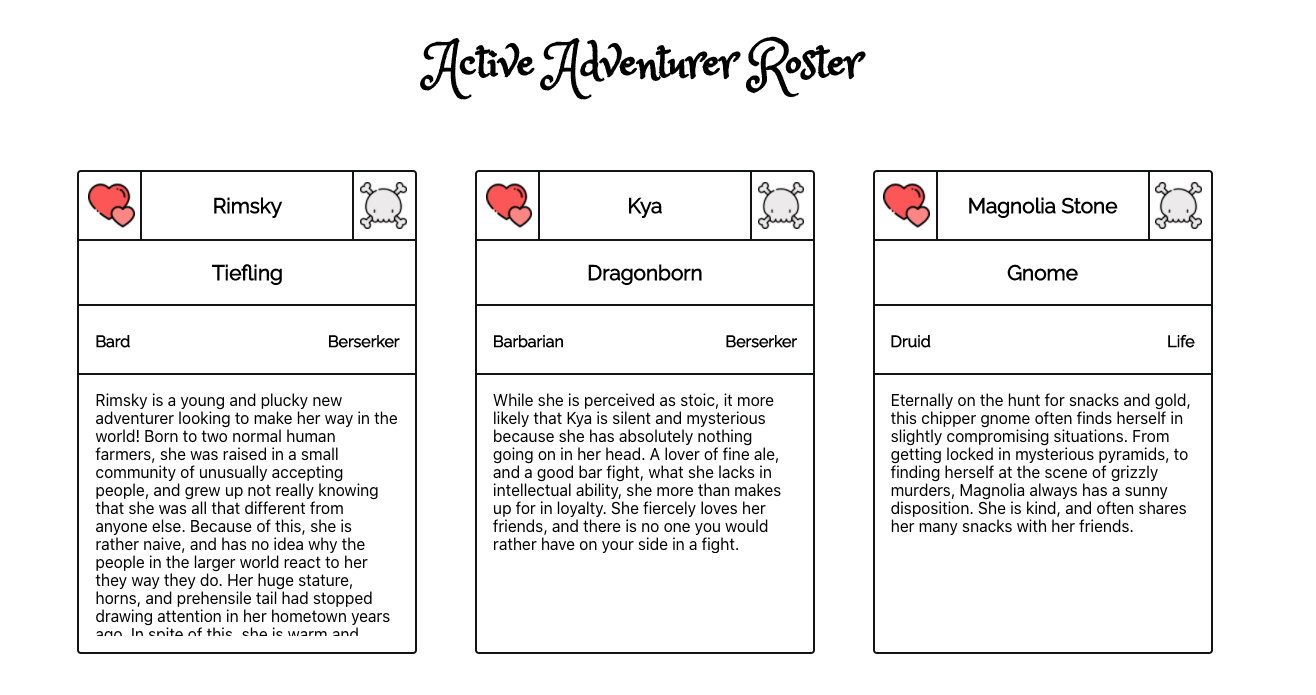 Active Adventurer Roster
Rimsky
Tiefling
Bard
Berserker
Rimsky is a young and plucky new
adventurer looking to make her way in the
world! Born to two normal human
farmers, she was raised in a small
community of unusually accepting
people, and grew up not really knowing
that she was all that different from
anyone else. Because of this, she is
rather naive, and has no idea why the
people in the larger world react to her
they way they do. Her huge stature,
horns, and prehensile tail had stopped
drawing attention in her hometown years
ago. In spite of this, she is warm and
Kya
Dragonborn
Barbarian
Berserker
While she is perceived as stoic, it more
likely that Kya is silent and mysterious
because she has absolutely nothing
going on in her head. A lover of fine ale,
and a good bar fight, what she lacks in
intellectual ability, she more than makes
up for in loyalty. She fiercely loves her
friends, and there is no one you would
rather have on your side in a fight.
Magnolia Stone
Gnome
Druid
Life
Eternally on the hunt for snacks and gold,
this chipper gnome often finds herself in
slightly compromising situations. From
getting locked in mysterious pyramids, to
finding herself at the scene of grizzly
murders, Magnolia always has a sunny
disposition. She is kind, and often shares
her many snacks with her friends.